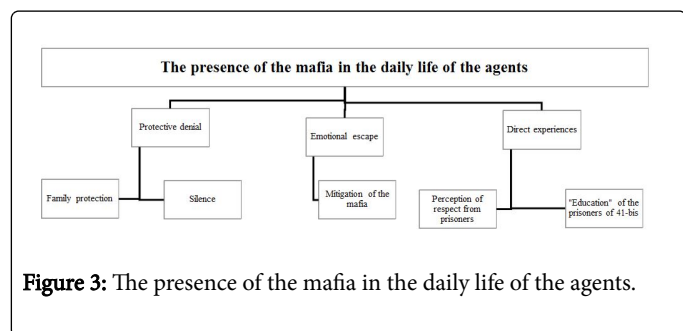 The presence of the mafia in the daily life of the agents
Protective denial
Emotional escape
Direct experiences
Family protection
Silence
Mitigation of the
mafia
Perception of
respect from
prisoners
"Education" of the
prisoners of 41-bis
Figure 3: The presence of the mafia in the daily life of the agents.